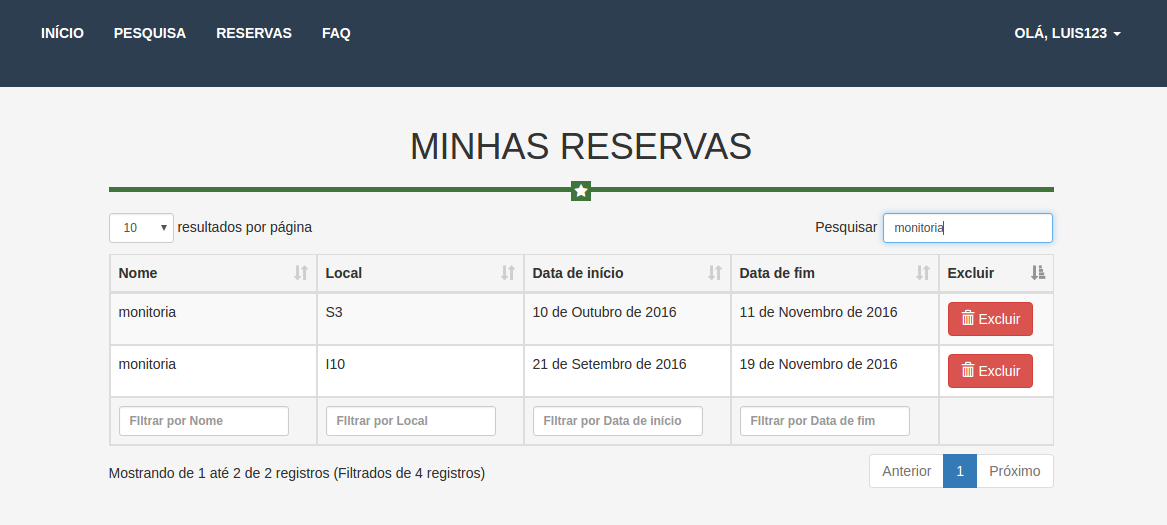 INÍCIO PESQUISA RESERVAS FAQ OLÁ, LUIS123
MINHAS RESERVAS
10 resultados por página Pesquisar monitoria
Nome Local Data de início Data de fim Excluir
monitoria S3 10 de Outubro de 2016 11 de Novembro de 2016 Excluir
monitoria I10 21 de Setembro de 2016 19 de Novembro de 2016 Excluir
FIltrar por Nome FIltrar por Local FIltrar por Data de início FIltrar por Data de fim
Mostrando de 1 até 2 de 2 registros (Filtrados de 4 registros) Anterior 1 Próximo